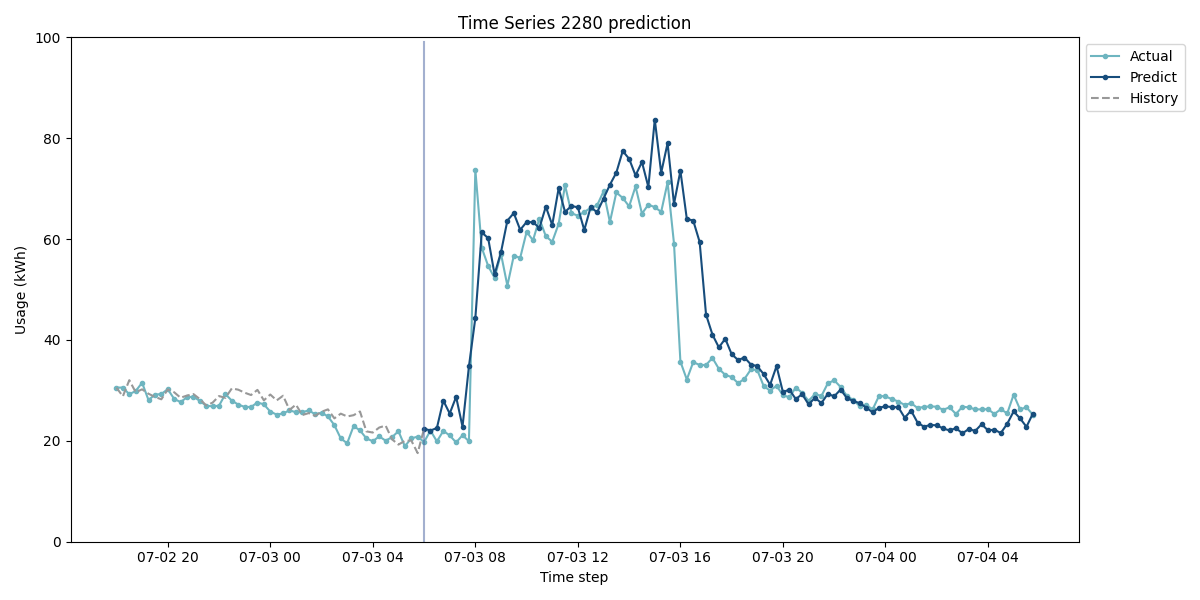 Time Series 2280 prediction
100
80
60
40
20
0
Usage (kWh)
07-02 20
07-03 00
07-03 04
07-03 08
07-03 12
07-03 16
07-03 20
07-04 00
07-04 04
Time step
Actual
Predict
History